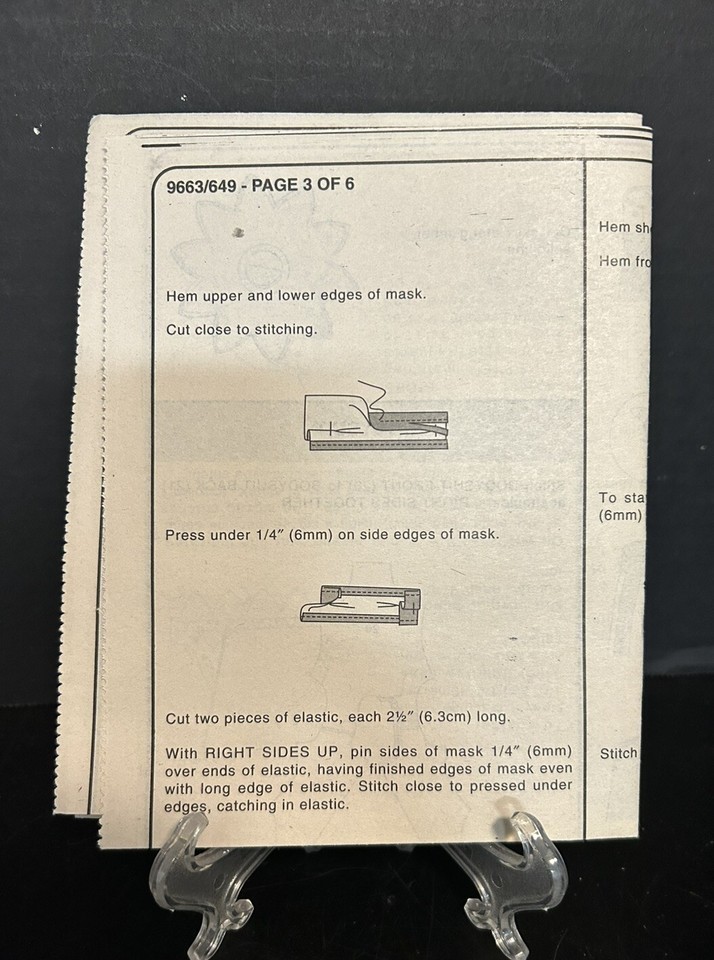 9663/649 - PAGE 3 OF 6
Hem upper and lower edges of mask.
Cut close to stitching.
Press under 1/4″ (6mm) on side edges of mask.
Cut two pieces of elastic, each 2½″ (6.3cm) long.
With RIGHT SIDES UP, pin sides of mask 1/4″ (6mm)
over ends of elastic, having finished edges of mask even
with long edge of elastic. Stitch close to pressed under
edges, catching in elastic.
Hem sh
Hem fro
To sta
(6mm)
Stitch